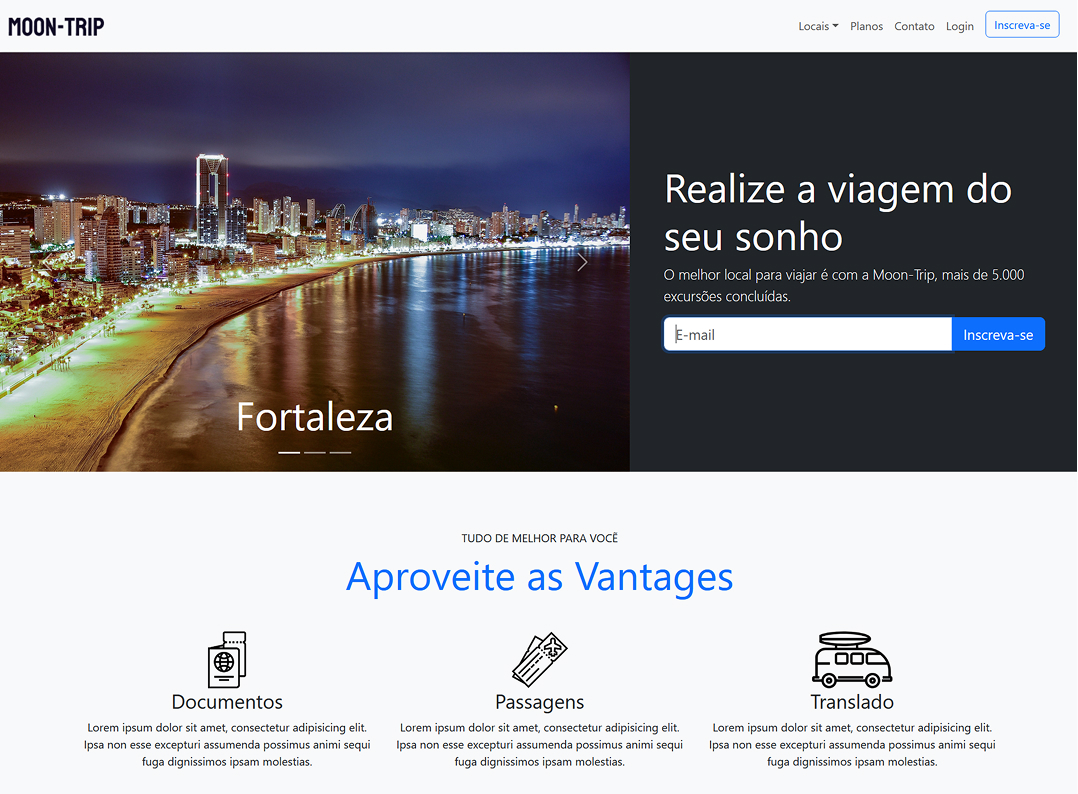 MOON-TRIP
Locais
Planos
Contato
Login
Inscreva-se
Realize a viagem do
seu sonho
O melhor local para viajar é com a Moon-Trip, mais de 5.000
excursões concluídas.
E-mail
Inscreva-se
Fortaleza
TUDO DE MELHOR PARA VOCÊ
Aproveite as Vantages
Documentos
Lorem ipsum dolor sit amet, consectetur adipisicing elit.
Ipsa non esse excepturi assumenda possimus animi sequi
fuga dignissimos ipsam molestias.
Passagens
Lorem ipsum dolor sit amet, consectetur adipisicing elit.
Ipsa non esse excepturi assumenda possimus animi sequi
fuga dignissimos ipsam molestias.
Translado
Lorem ipsum dolor sit amet, consectetur adipisicing elit.
Ipsa non esse excepturi assumenda possimus animi sequi
fuga dignissimos ipsam molestias.